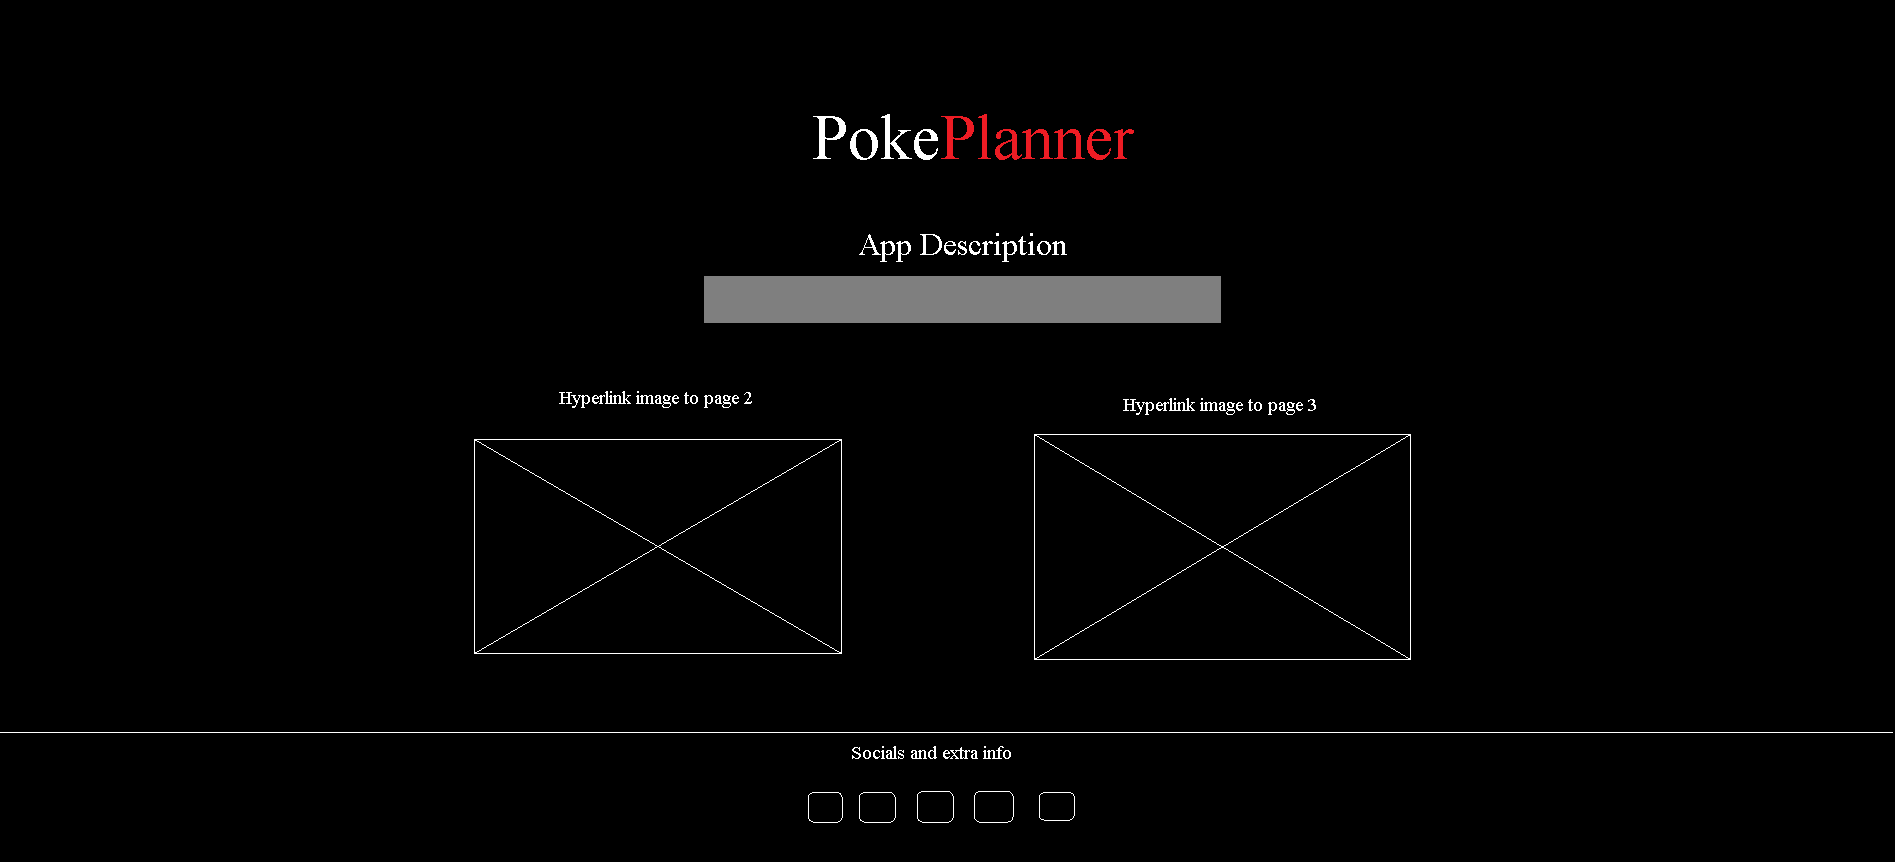 PokePlanner
App Description
Hyperlink image to page 2
Hyperlink image to page 3
Socials and extra info